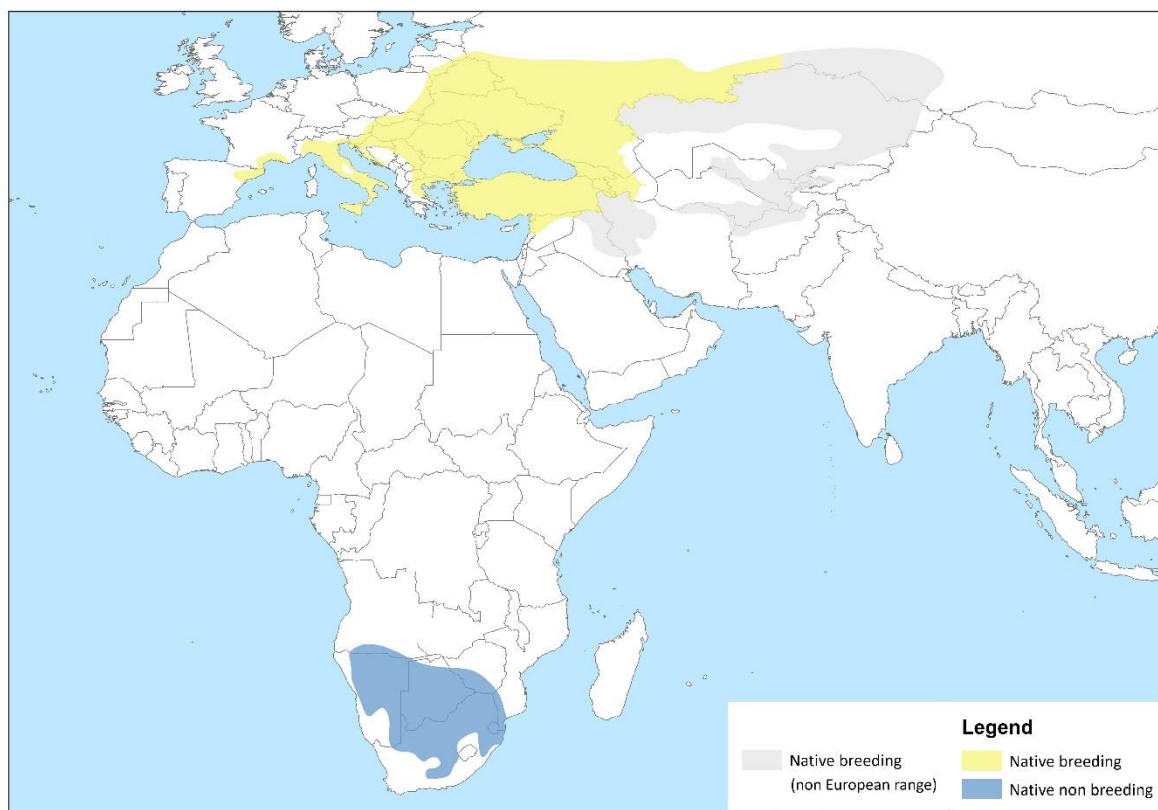 Legend
Native breeding
(non European range)
Native breeding
Native non breeding